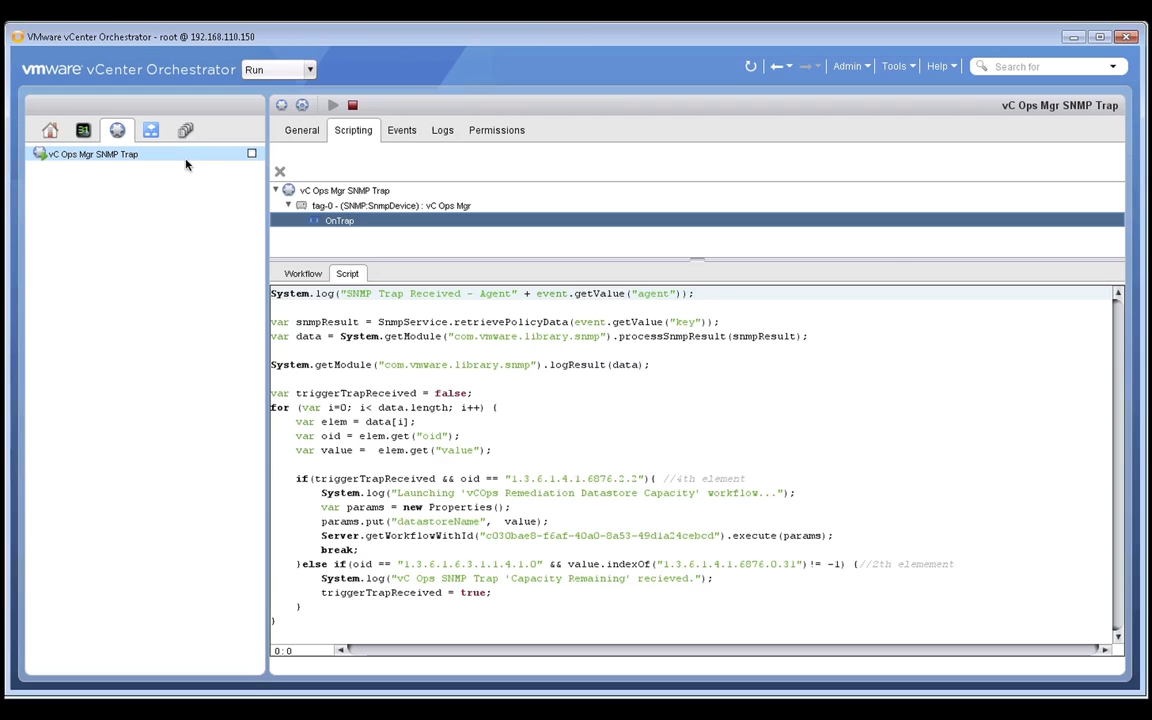 VMware vCenter Orchestrator - root @ 192.168.110.150
vmware vCenter Orchestrator Run Admin Tools Help Search for
vC Ops Mgr SNMP Trap
General Scripting Events Logs Permissions
31
vC Ops Mgr SNMP Trap
vC Ops Mgr SNMP Trap
tag-0 - (SNMP:SnmpDevice) : vC Ops Mgr
OnTrap
Workflow Script
System.log("SNMP Trap Received - Agent" + event.getValue("agent"));
var snmpResult = SnmpService.retrievePolicyData(event.getValue("key"));
var data = System.getModule("com.vmware.library.snmp").processSnmpResult(snmpResult);
System.getModule("com.vmware.library.snmp").logResult(data);
var triggerTrapReceived = false;
for (var i=0; i< data.length; i++) {
var elem = data[i];
var oid = elem.get("oid");
var value =  elem.get("value");
if(triggerTrapReceived && oid == "1.3.6.1.4.1.6876.2.2"){ //4th element
System.log("Launching 'vCOps Remediation Datastore Capacity' workflow...");
var params = new Properties();
params.put("datastoreName",  value);
Server.getWorkflowWithId("c030bae8-f6af-40a0-8a53-49d1a24cebcd").execute(params);
break;
}else if(oid == "1.3.6.1.6.3.1.1.4.1.0" && value.indexOf("1.3.6.1.4.1.6876.0.31")!= -1) {//2th elemement
System.log("vC Ops SNMP Trap 'Capacity Remaining' recieved.");
triggerTrapReceived = true;
}
}
0 : 0